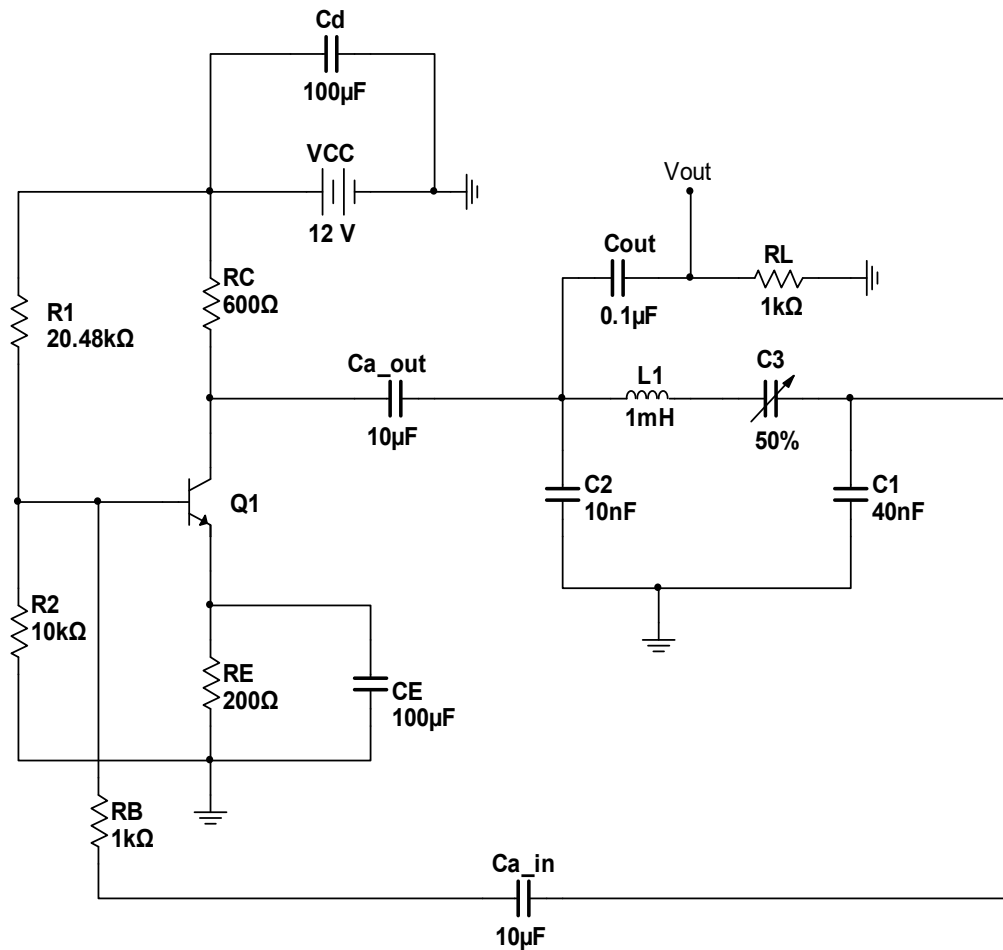 Cd
100µF
VCC
12 V
Vout
Cout
0.1µF
RL
1kΩ
RC
600Ω
R1
20.48kΩ
Ca_out
10µF
L1
1mH
C3
50%
Q1
C2
10nF
C1
40nF
R2
10kΩ
RE
200Ω
CE
100µF
RB
1kΩ
Ca_in
10µF